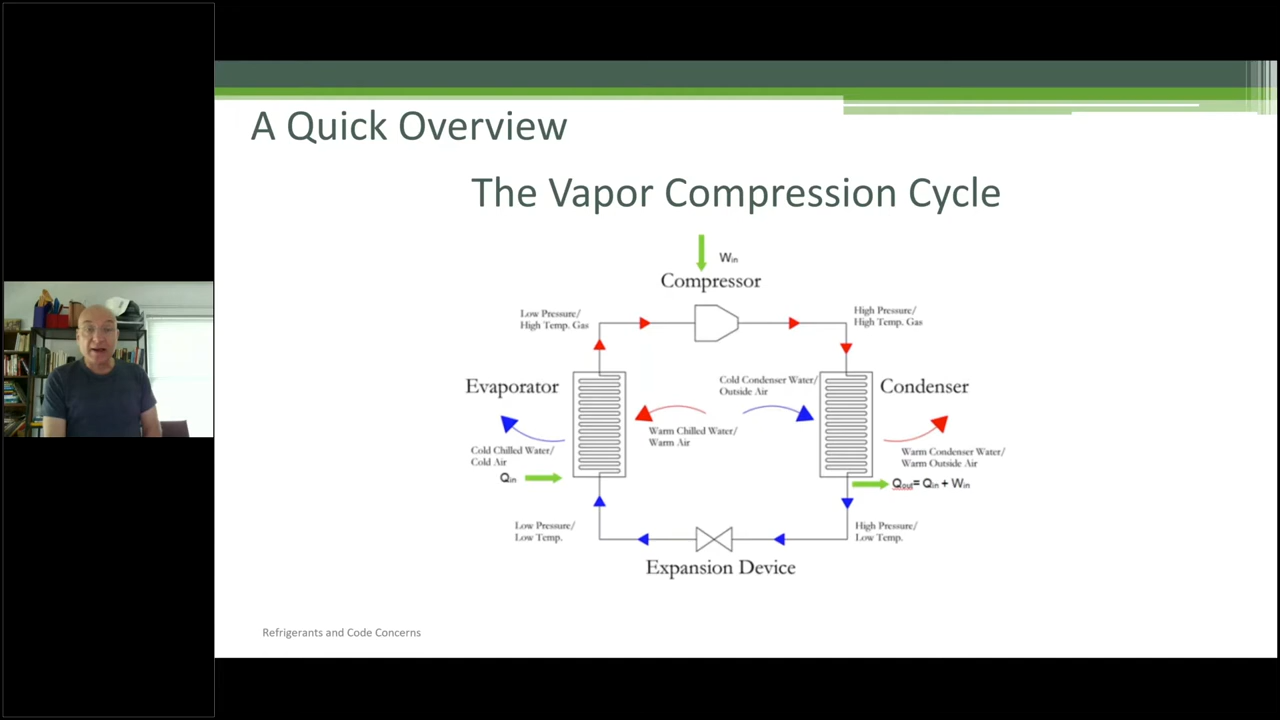 A Quick Overview
The Vapor Compression Cycle
Win
Compressor
Low Pressure/
High Temp. Gas
High Pressure/
High Temp. Gas
Evaporator
Cold Condenser Water/
Outside Air
Condenser
Warm Chilled Water/
Warm Air
Cold Chilled Water/
Cold Air
Warm Condenser Water/
Warm Outside Air
Qin
Qout= Qin + Win
Low Pressure/
Low Temp.
High Pressure/
Low Temp.
Expansion Device
Refrigerants and Code Concerns